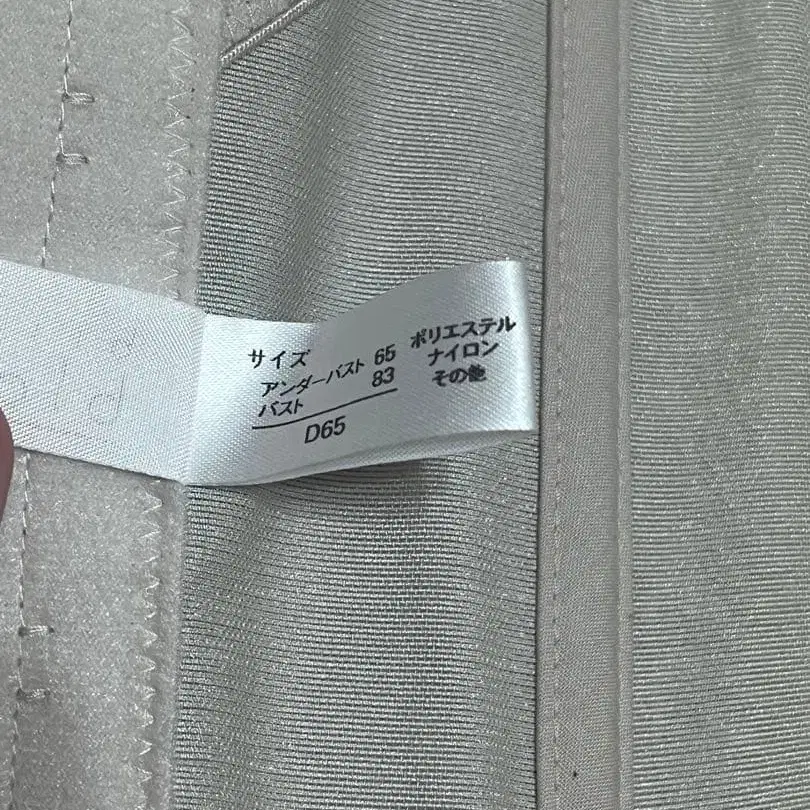 サイズ
アンダーバスト 65
バスト 83
D65
ポリエステル
ナイロン
その他